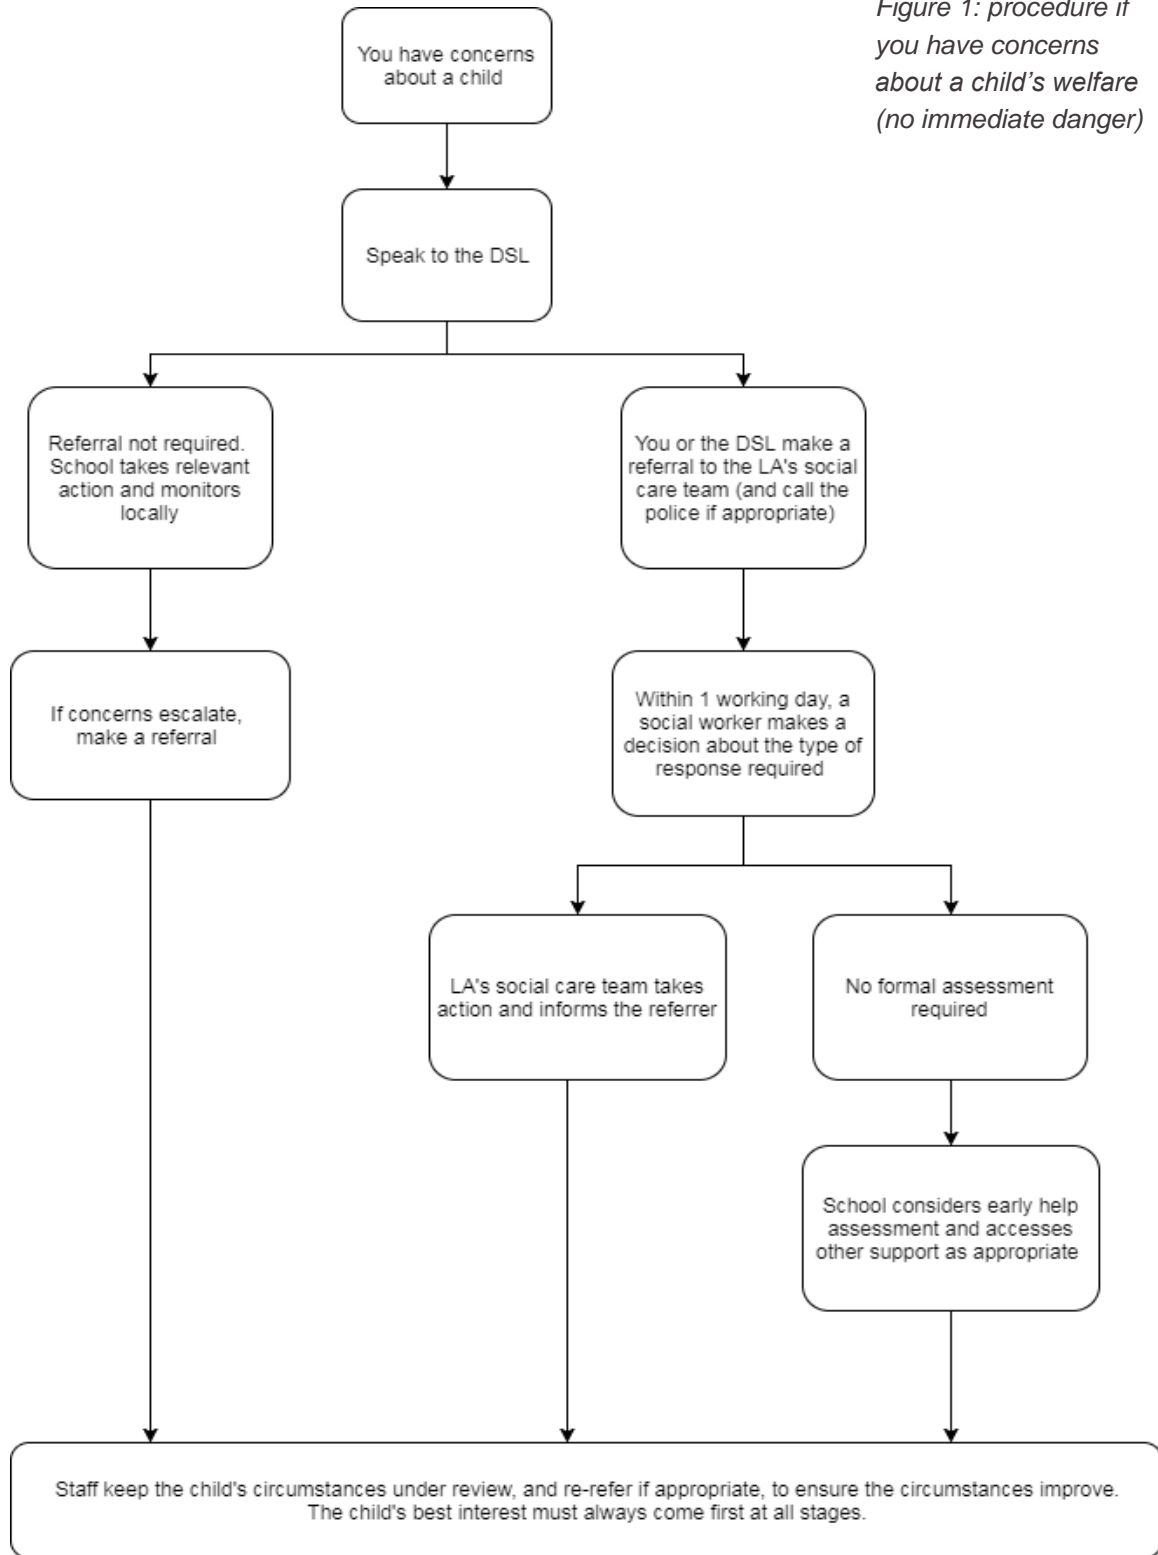 Figure 1: procedure if
you have concerns
about a child’s welfare
(no immediate danger)
You have concerns
about a child
Speak to the DSL
Referral not required.
School takes relevant
action and monitors
locally
You or the DSL make a
referral to the LA's social
care team (and call the
police if appropriate)
If concerns escalate,
make a referral
Within 1 working day, a
social worker makes a
decision about the type of
response required
LA's social care team takes
action and informs the referrer
No formal assessment
required
School considers early help
assessment and accesses
other support as appropriate
Staff keep the child's circumstances under review, and re-refer if appropriate, to ensure the circumstances improve.
The child's best interest must always come first at all stages.